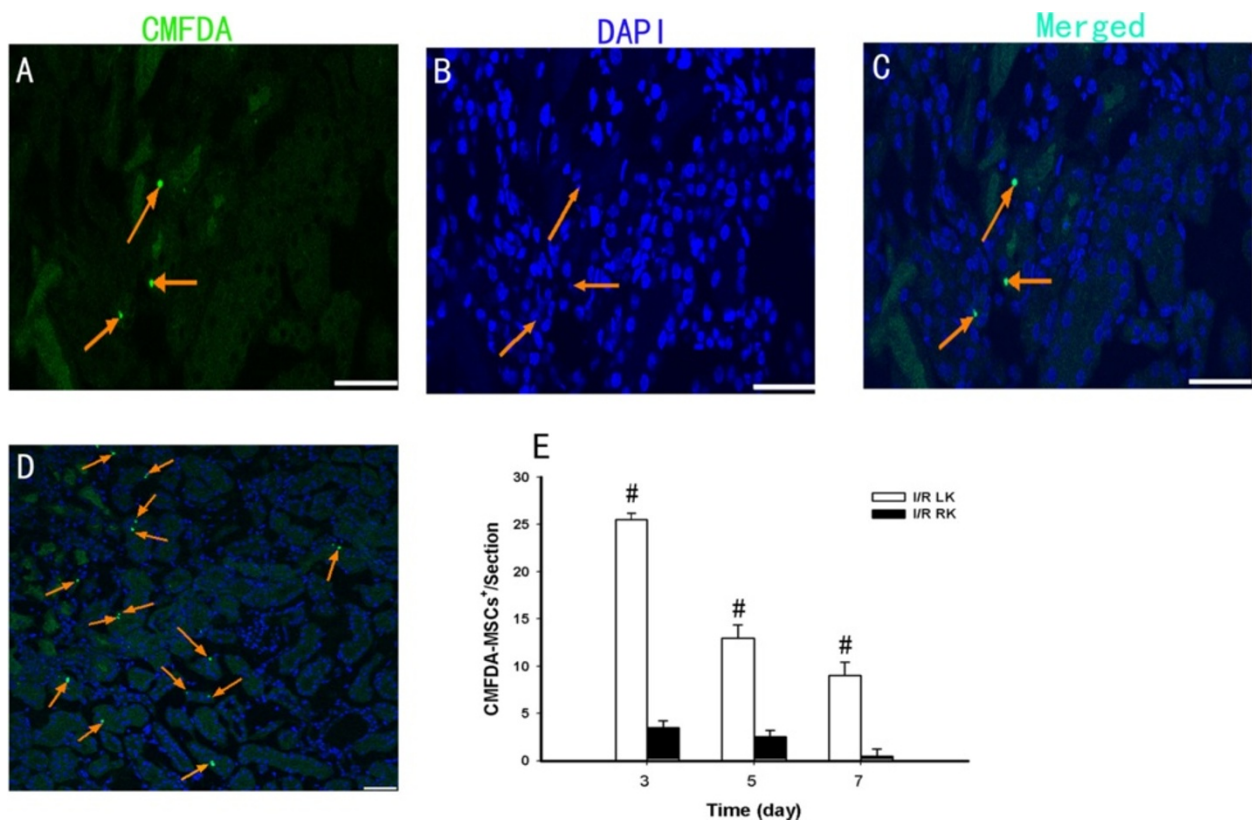 CMFDA
DAPI
Merged
A
B
C
D
E
30
25
20
15
10
5
0
CMFDA-MSCs⁺/Section
#
#
#
I/R LK
I/R RK
3
5
7
Time (day)